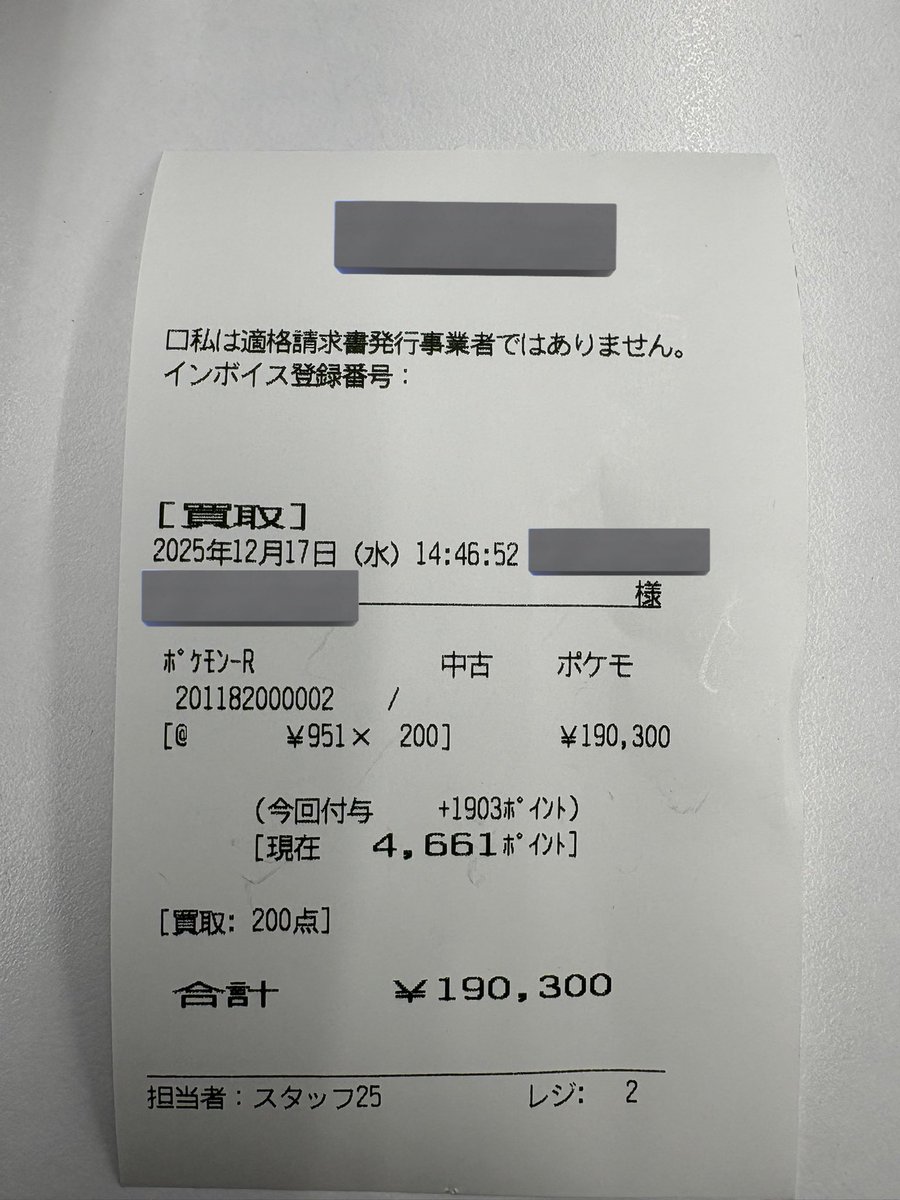 □私は適格請求書発行事業者ではありません。
インボイス登録番号：
[買取]
2025年12月17日（水）14:46:52
様
ﾎﾟｹﾓﾝｰR 中古 ポケモ
201182000002 /
[@ ¥951× 200] ¥190,300
(今回付与 +1903ﾎﾟｲﾝﾄ)
[現在 4,661ﾎﾟｲﾝﾄ]
[買取: 200点]
合計 ¥190,300
担当者：スタッフ25 レジ: 2